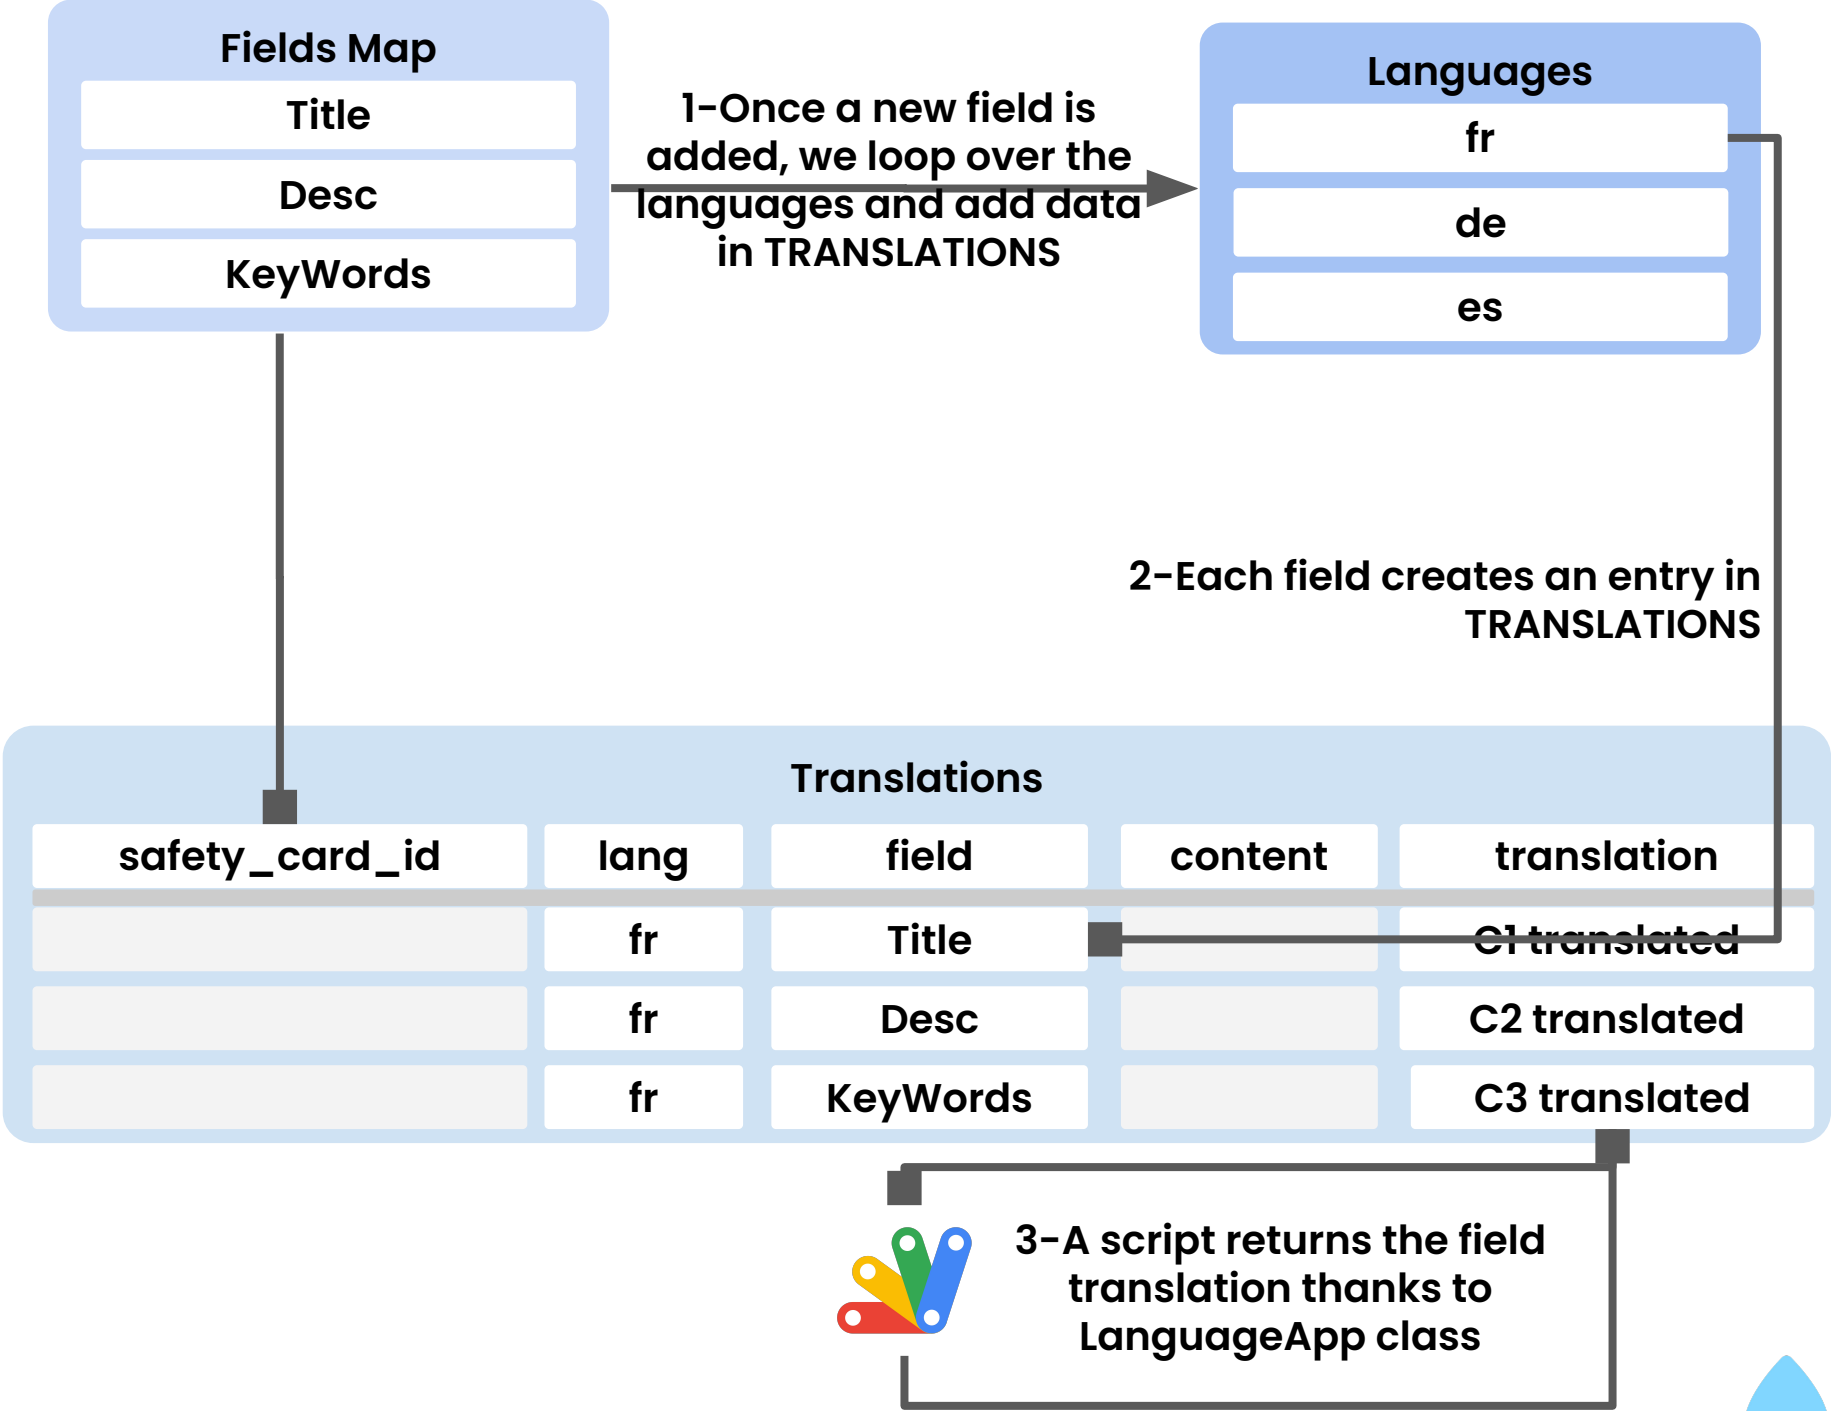 Fields Map
Title
Desc
KeyWords
1-Once a new field is
added, we loop over the
languages and add data
in TRANSLATIONS
Languages
fr
de
es
2-Each field creates an entry in
TRANSLATIONS
Translations
safety_card_id lang field content translation
fr Title C1 translated
fr Desc C2 translated
fr KeyWords C3 translated
3-A script returns the field
translation thanks to
LanguageApp class